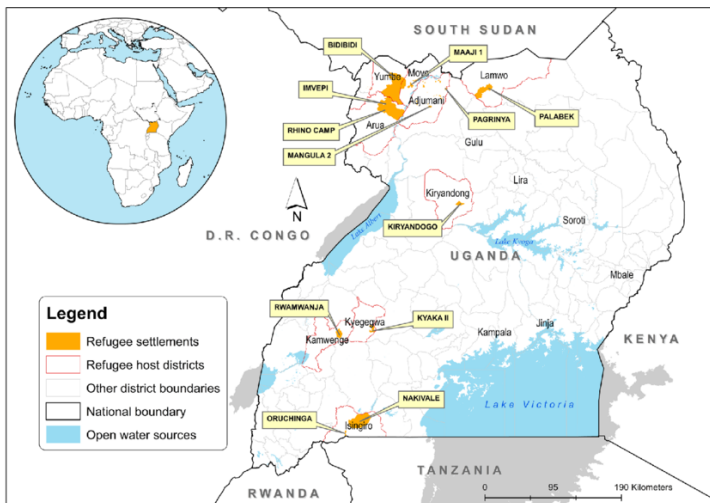 SOUTH SUDAN
BIDIBIDI
MAAJI 1
Yumbe
Moyo
Lamwo
IMVEPI
Adjumani
RHINO CAMP
Arua
PAGRINYA
PALABEK
MANGULA 2
Gulu
N
Kiryandong
Lira
KIRYANDOGO
Soroti
D.R. CONGO
Lake Albert
Lake Kyoga
UGANDA
Mbale
Legend
Refugee settlements
Refugee host districts
Other district boundaries
National boundary
Open water sources
RWAMWANJA
Kyegegwa
KYAKA II
Kamwenge
Kampala
Jinja
KENYA
NAKIVALE
ORUCHINGA
Isingiro
Lake Victoria
TANZANIA
RWANDA
0 95 190 Kilometers